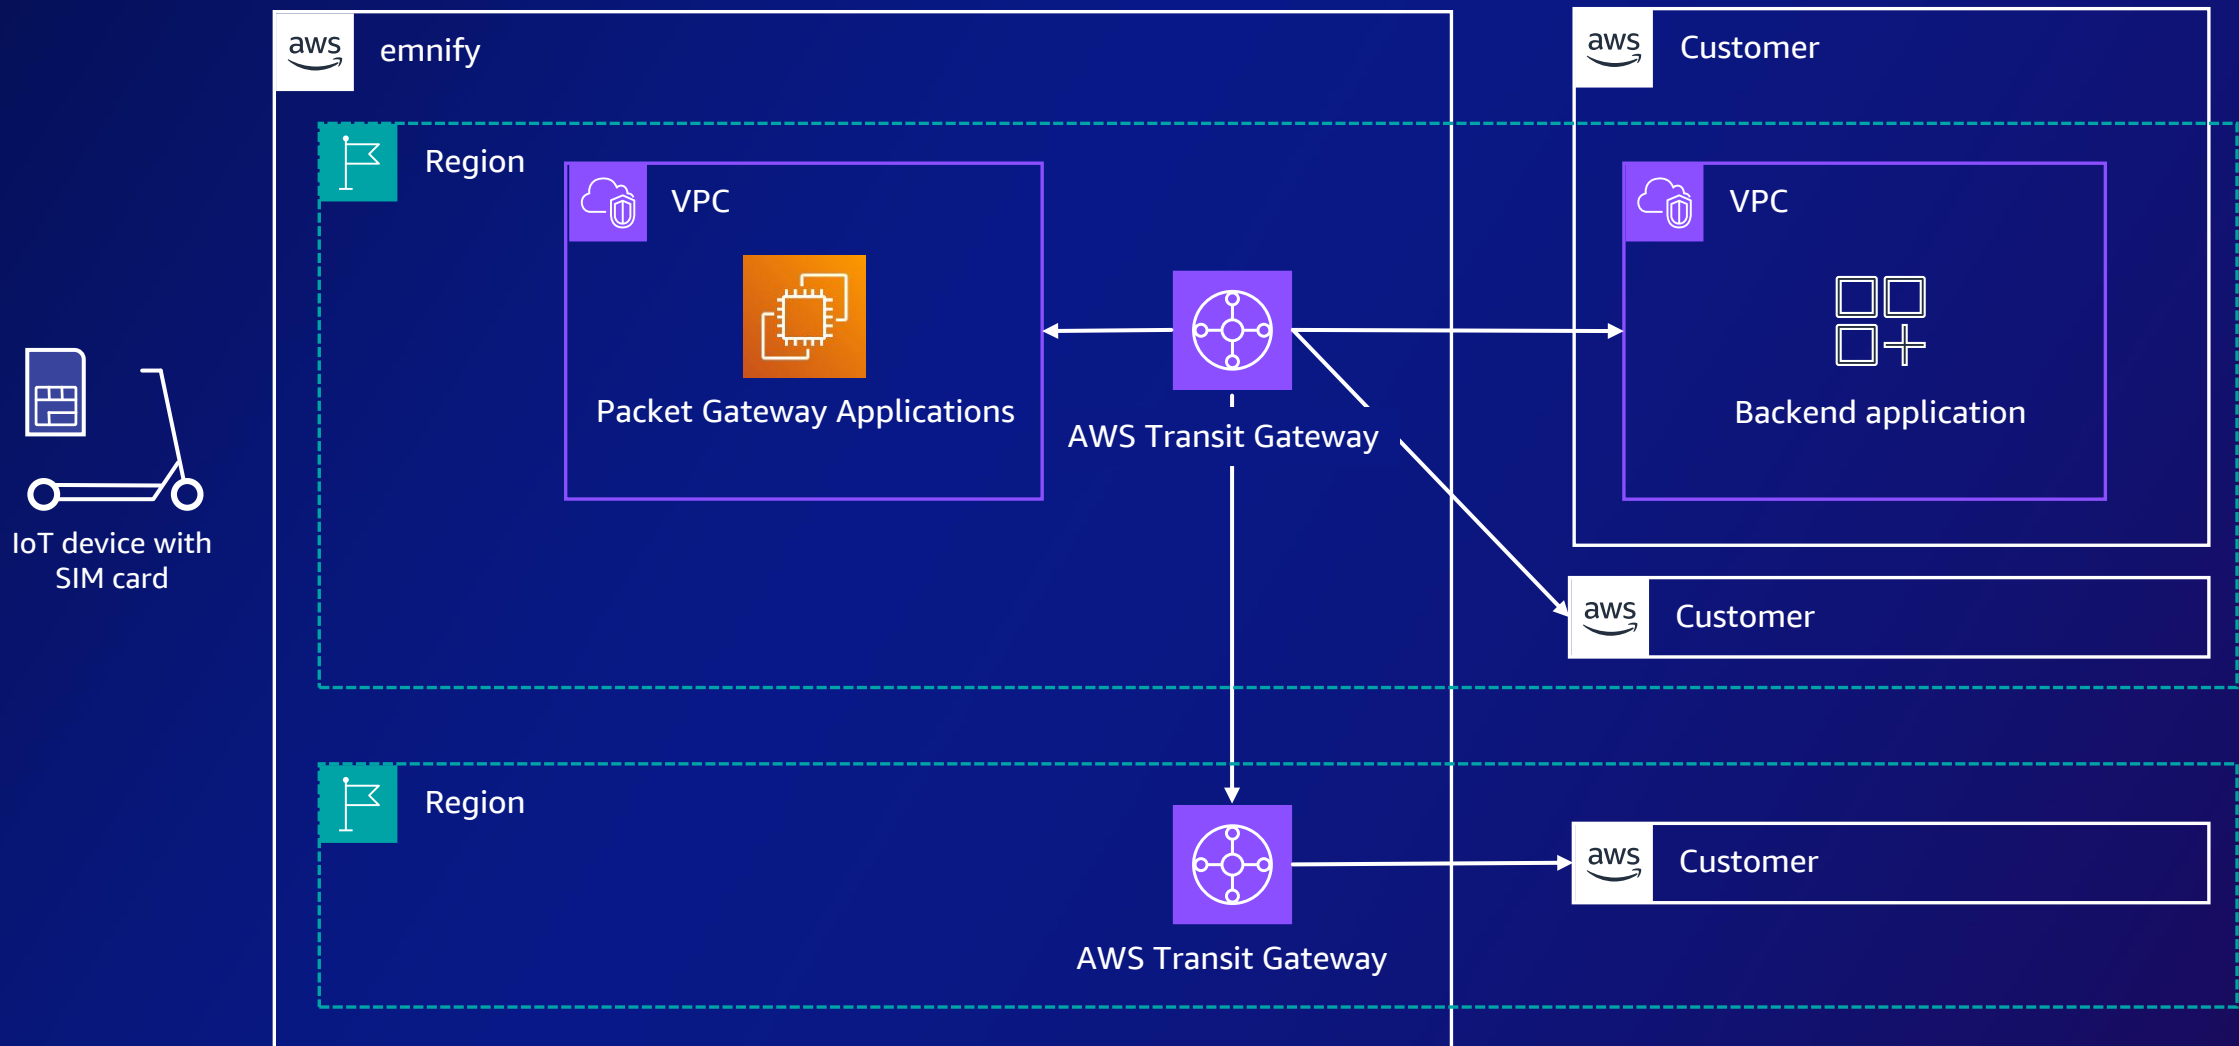 aws
emnify
aws
Customer
Region
VPC
VPC
Packet Gateway Applications
AWS Transit Gateway
Backend application
IoT device with
SIM card
aws
Customer
Region
aws
Customer
AWS Transit Gateway